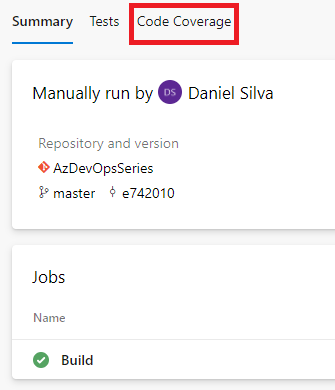 Summary Tests Code Coverage
Manually run by DS Daniel Silva
Repository and version
AzDevOpsSeries
master e742010
Jobs
Name
Build